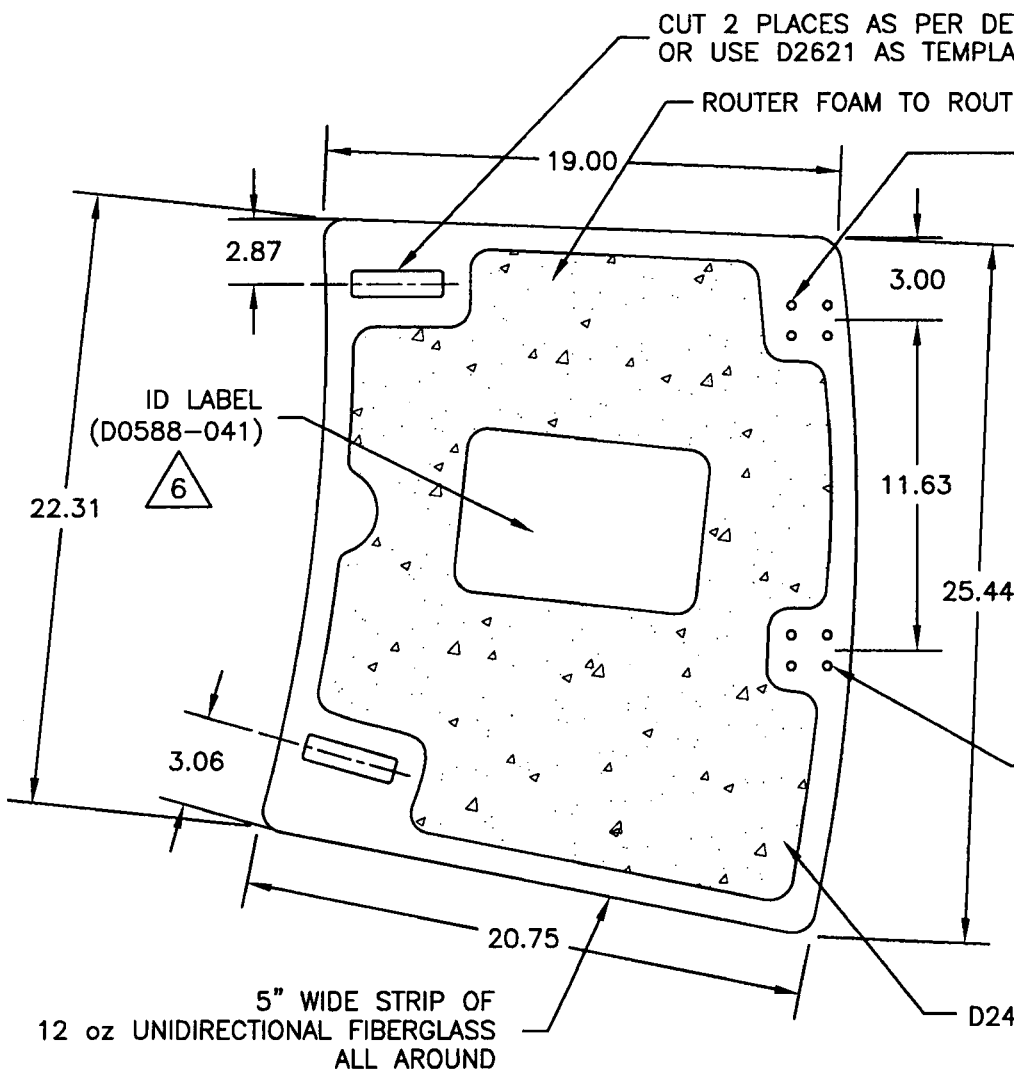 CUT 2 PLACES AS PER DE
OR USE D2621 AS TEMPLA
ROUTER FOAM TO ROUT
19.00
2.87
3.00
ID LABEL
(D0588-041)
6
22.31
11.63
25.44
3.06
20.75
5" WIDE STRIP OF
12 oz UNIDIRECTIONAL FIBERGLASS
ALL AROUND
D24